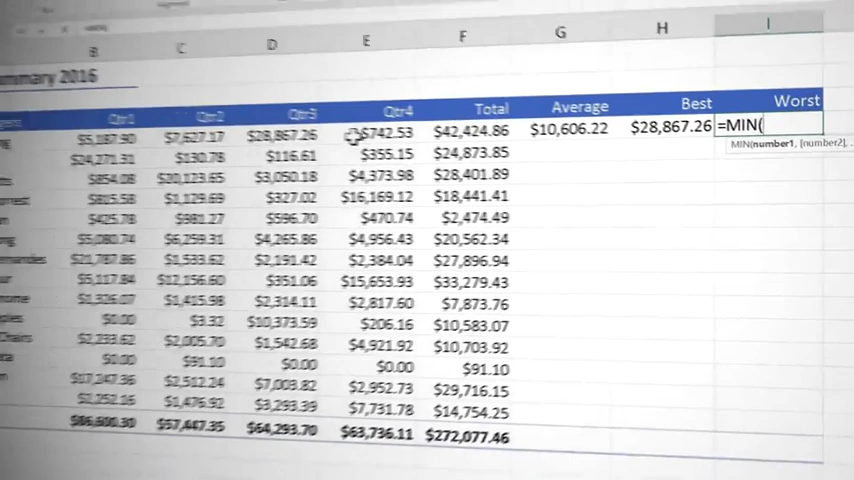 B C D E F G H I
ummary 2016
Qtr1 Qtr2 Qtr3 Qtr4 Total Average Best Worst
$5,187.90 $7,627.17 $28,867.26 $742.53 $42,424.86 $10,606.22 $28,867.26 =MIN(
MIN(number1, [number2], ...
$24,271.31 $130.78 $116.61 $355.15 $24,873.85
$854.08 $20,123.65 $3,050.18 $4,373.98 $28,401.89
$815.58 $1,129.69 $327.02 $16,169.12 $18,441.41
$425.78 $981.27 $596.70 $470.74 $2,474.49
$5,080.74 $6,259.31 $4,265.86 $4,956.43 $20,562.34
$21,787.86 $1,533.62 $2,191.42 $2,384.04 $27,896.94
$5,117.84 $12,156.60 $351.06 $15,653.93 $33,279.43
$1,326.07 $1,415.98 $2,314.11 $2,817.60 $7,873.76
$0.00 $3.32 $10,373.59 $206.16 $10,583.07
Chains $2,233.62 $2,005.70 $1,542.68 $4,921.92 $10,703.92
$0.00 $91.10 $0.00 $0.00 $91.10
$17,247.36 $2,512.24 $7,003.82 $2,952.73 $29,716.15
$2,252.16 $1,476.92 $3,293.39 $7,731.78 $14,754.25
$86,600.30 $57,447.35 $64,293.70 $63,736.11 $272,077.46